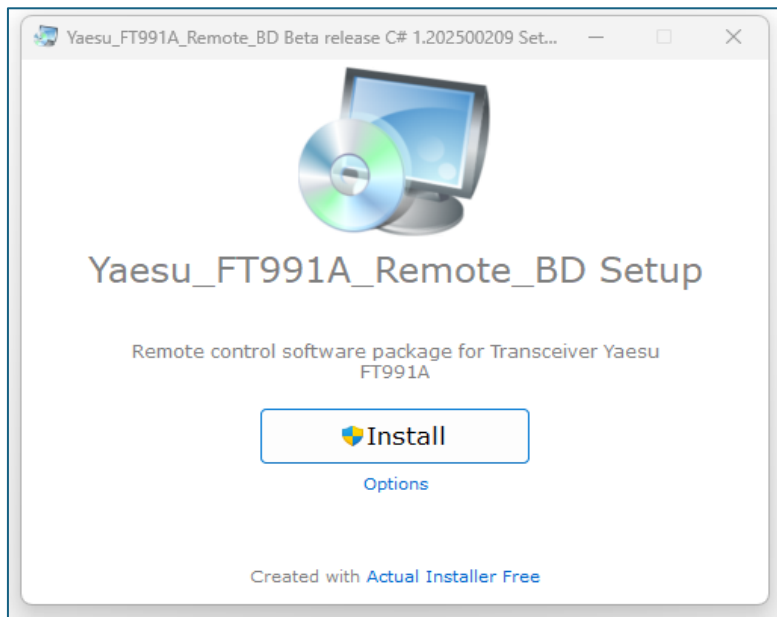 Yaesu_FT991A_Remote_BD Beta release C# 1.202500209 Set...
Yaesu_FT991A_Remote_BD Setup
Remote control software package for Transceiver Yaesu
FT991A
Install
Options
Created with Actual Installer Free